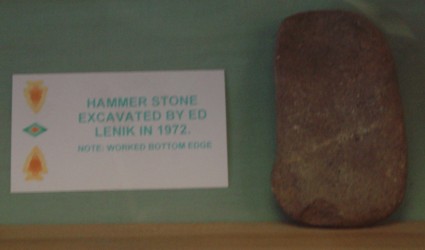 HAMMER STONE
EXCAVATED BY ED
LENIK IN 1972.
NOTE: WORKED BOTTOM EDGE